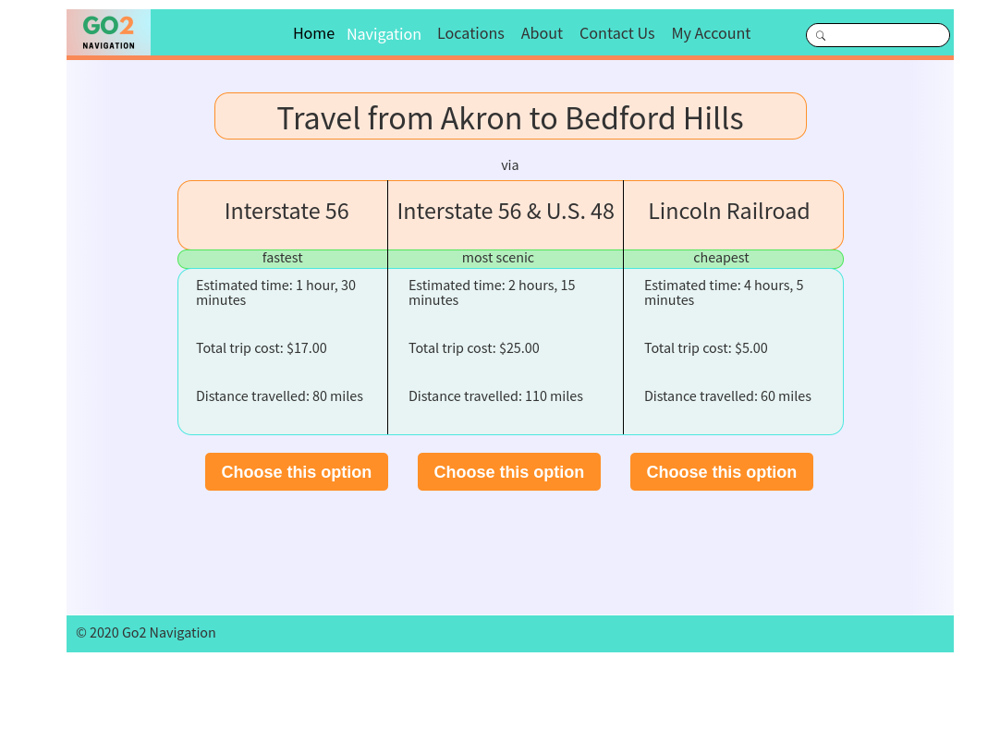 GO2
NAVIGATION
Home Navigation Locations About Contact Us My Account
Travel from Akron to Bedford Hills
via
Interstate 56
fastest
Estimated time: 1 hour, 30
minutes
Total trip cost: $17.00
Distance travelled: 80 miles
Choose this option
Interstate 56 & U.S. 48
most scenic
Estimated time: 2 hours, 15
minutes
Total trip cost: $25.00
Distance travelled: 110 miles
Choose this option
Lincoln Railroad
cheapest
Estimated time: 4 hours, 5
minutes
Total trip cost: $5.00
Distance travelled: 60 miles
Choose this option
© 2020 Go2 Navigation